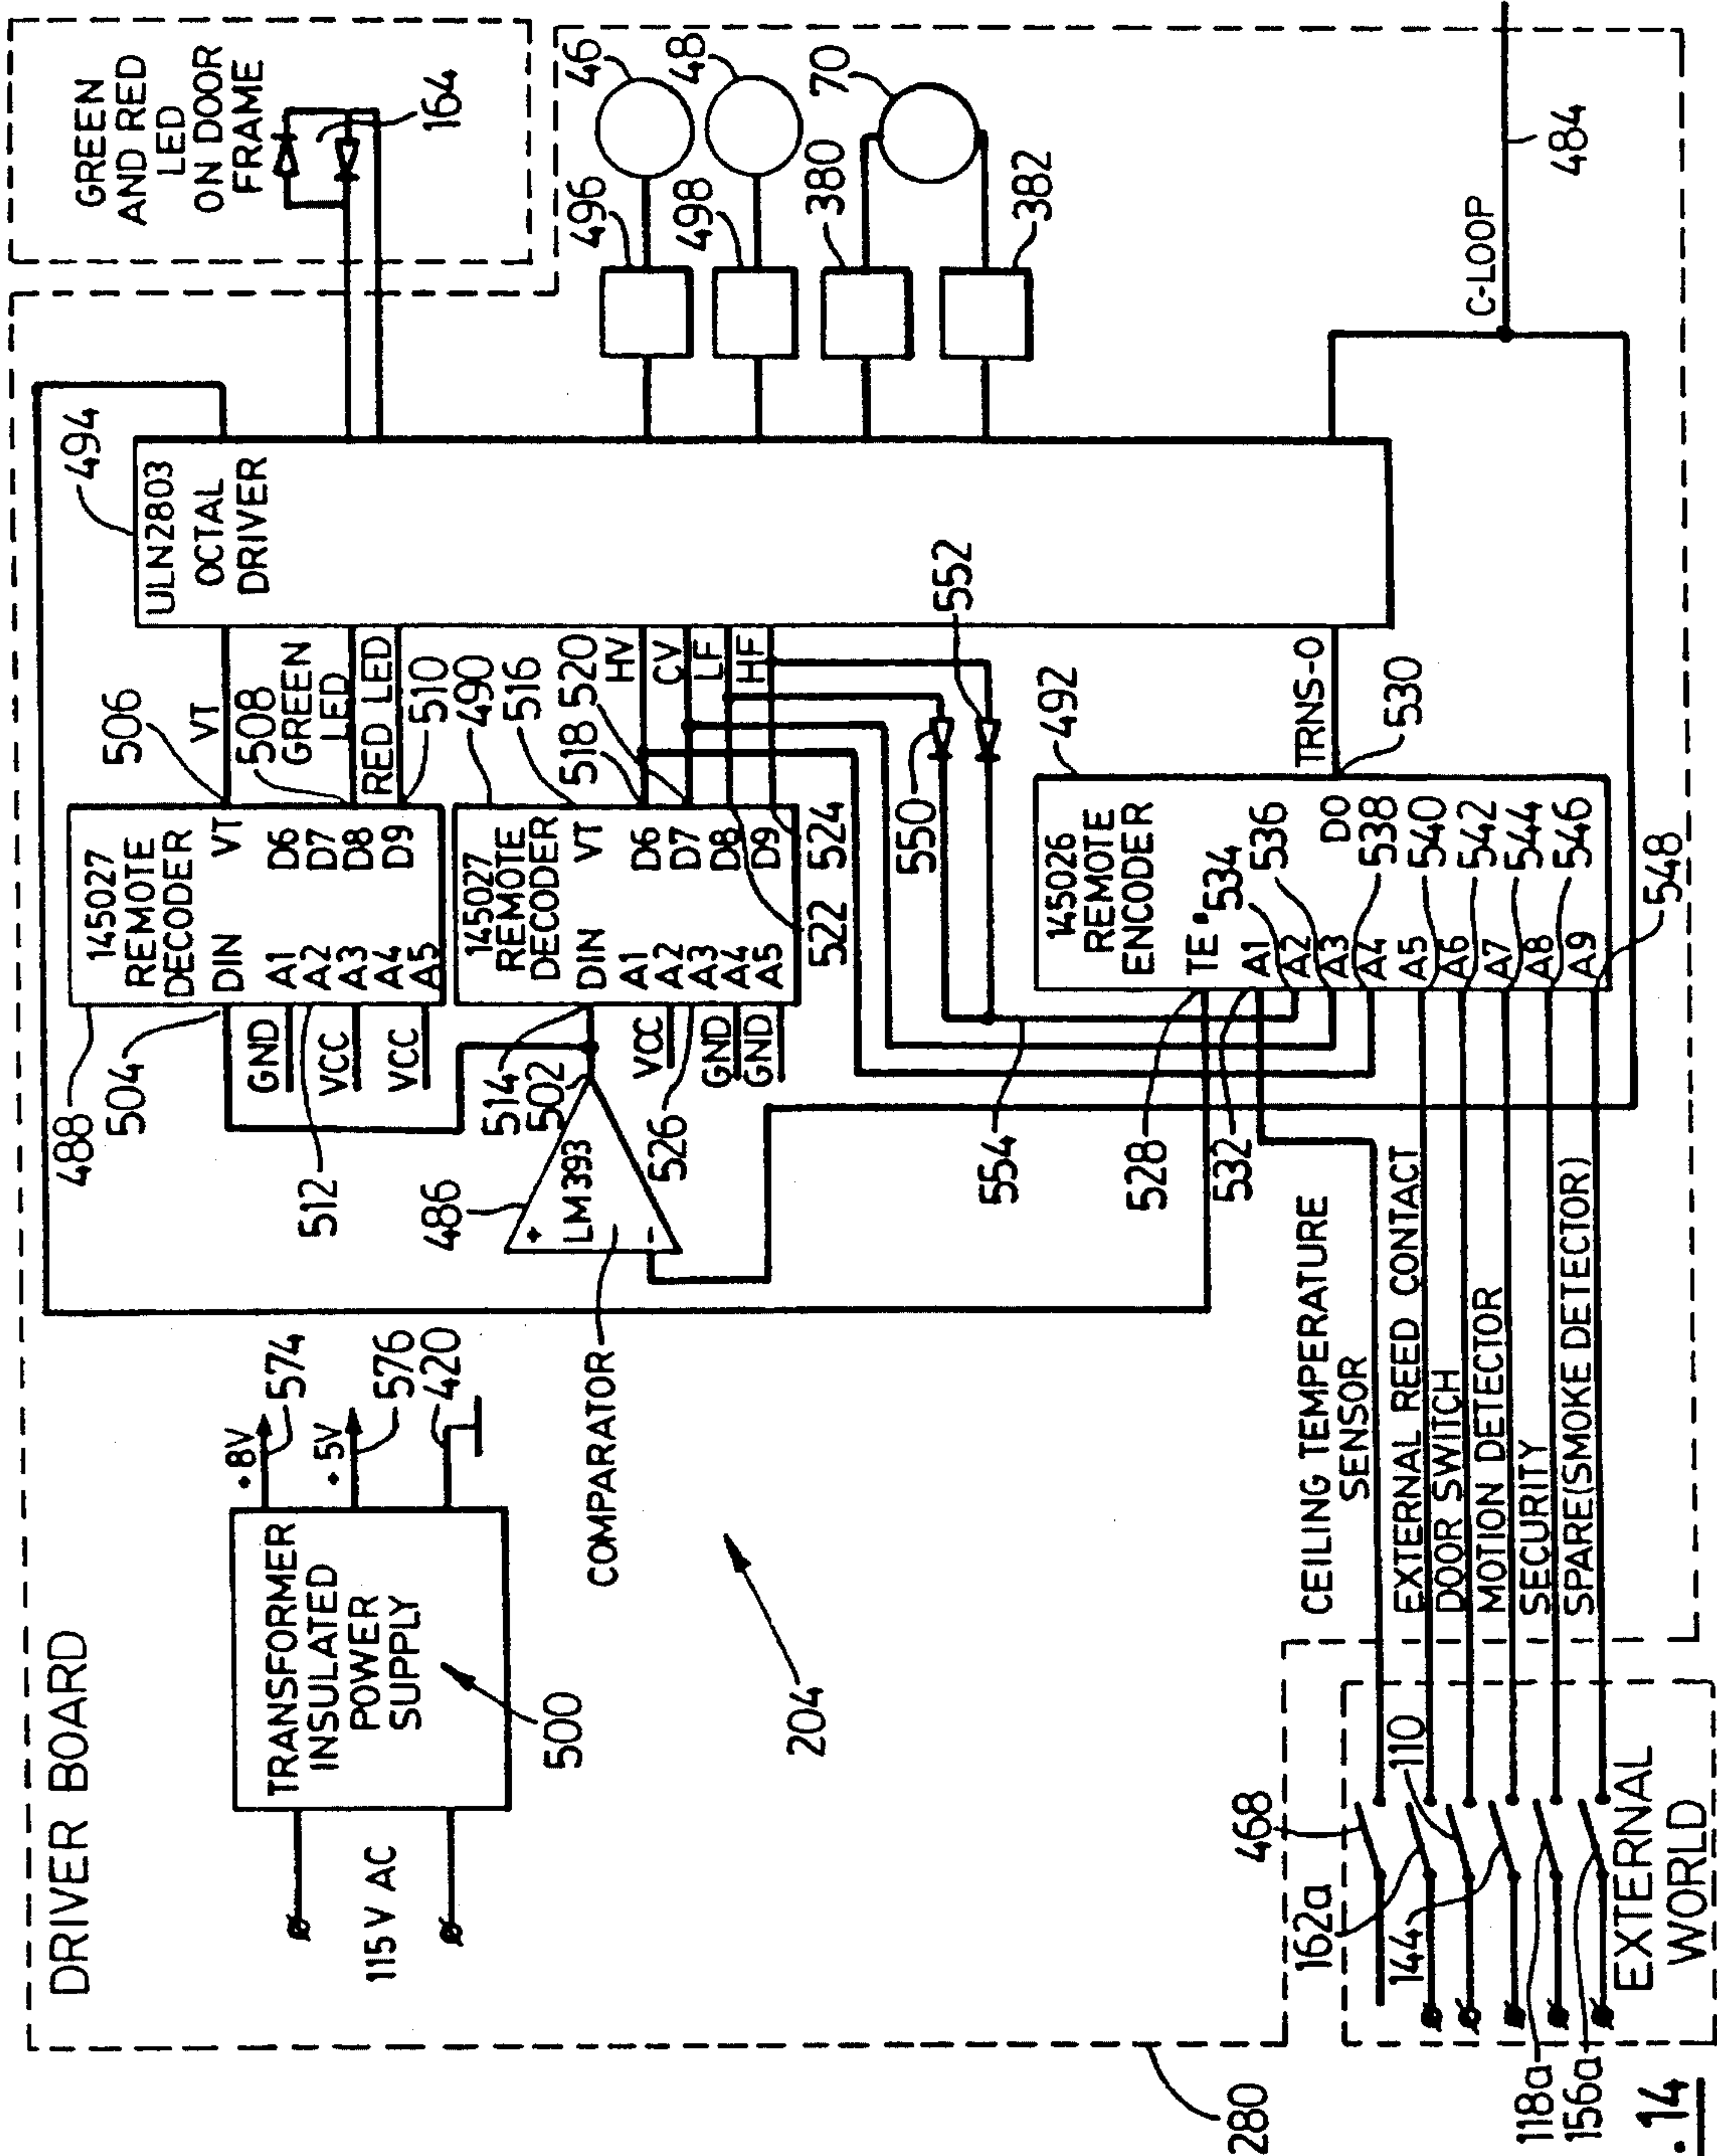 DRIVER BOARD
TRANSFORMER
INSULATED
POWER
SUPPLY
500
115 V AC
+8V
574
+5V
576
420
COMPARATOR
204
280
488
504
DIN
145027
REMOTE
DECODER
VT
A1
A2
A3
A4
A5
D6
D7
D8
D9
GND
VCC
VCC
512
506
VT
508
GREEN
LED
RED LED
510
490
516
486
LM393
+
-
502
514
526
145027
REMOTE
DECODER
DIN
VT
A1
A2
A3
A4
A5
D6
D7
D8
D9
VCC
GND
GND
518
520
522
524
HV
CV
LF
HF
494
ULN2803
OCTAL
DRIVER
GREEN
AND RED
LED
ON DOOR
FRAME
164
496
46
498
48
380
70
382
C-LOOP
484
550
552
554
492
145026
REMOTE
ENCODER
TE'
A1
A2
A3
A4
A5
A6
A7
A8
A9
DO
TRNS-O
530
528
532
534
536
538
540
542
544
546
548
CEILING TEMPERATURE
SENSOR
EXTERNAL REED CONTACT
DOOR SWITCH
MOTION DETECTOR
SECURITY
SPARE(SMOKE DETECTOR)
468
162a
110
144
118a
156a
EXTERNAL
WORLD
. 14